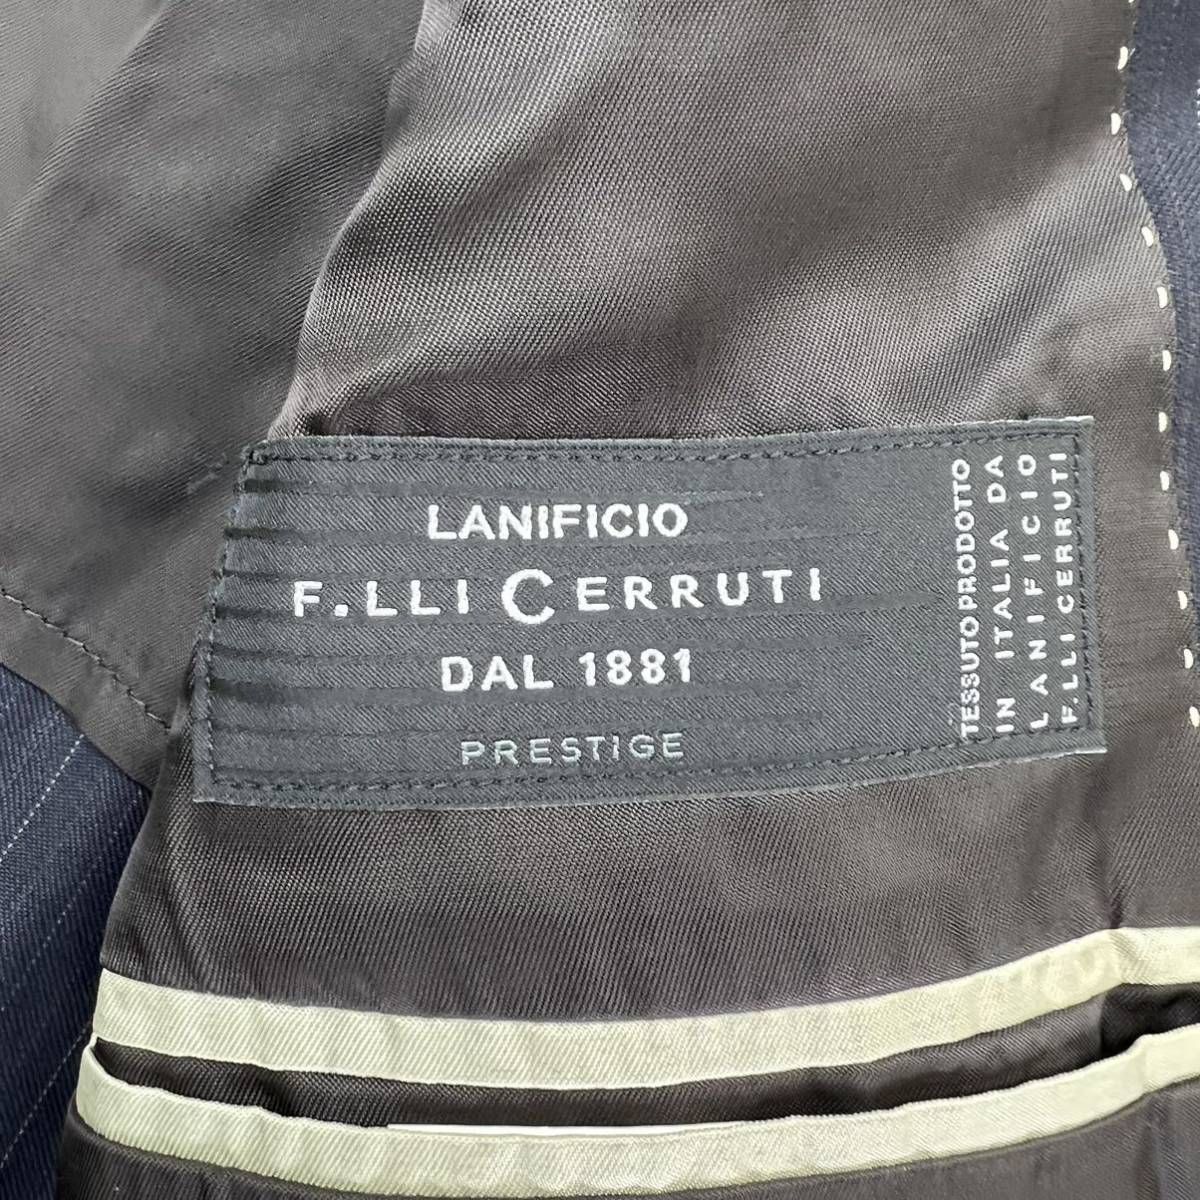 LANIFICIO
F.LLI CERRUTI
DAL 1881
PRESTIGE
TESSUTO PRODOTTO
IN ITALIA DA
LANIFICIO
F.LLI CERRUTI